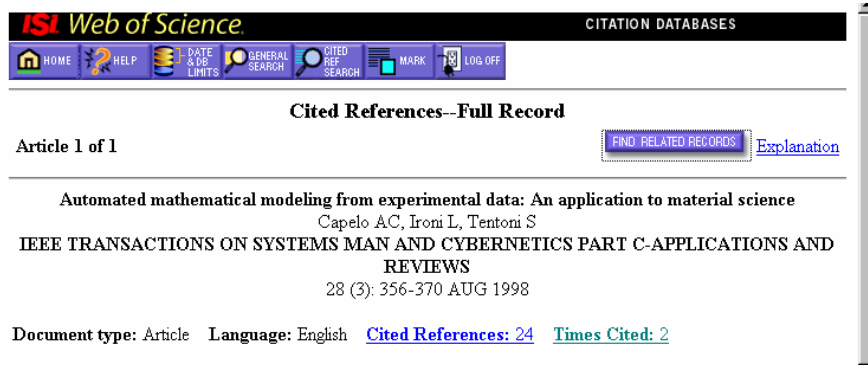 ISI Web of Science. CITATION DATABASES
HOME HELP DATE & DB LIMITS GENERAL SEARCH CITED REF SEARCH MARK LOG OFF
Cited References--Full Record
Article 1 of 1 FIND RELATED RECORDS Explanation
Automated mathematical modeling from experimental data: An application to material science
Capelo AC, Ironi L, Tentoni S
IEEE TRANSACTIONS ON SYSTEMS MAN AND CYBERNETICS PART C-APPLICATIONS AND
REVIEWS
28 (3): 356-370 AUG 1998
Document type: Article Language: English Cited References: 24 Times Cited: 2